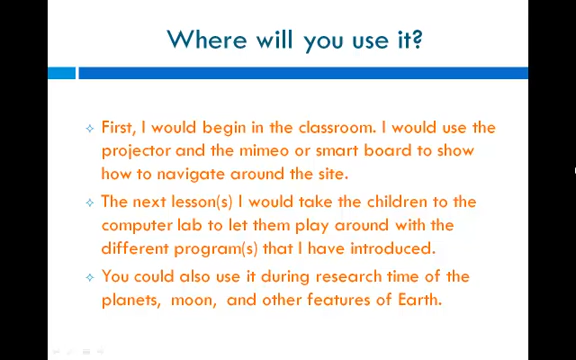 Where will you use it?
First, I would begin in the classroom. I would use the
projector and the mimeo or smart board to show
how to navigate around the site.
The next lesson(s) I would take the children to the
computer lab to let them play around with the
different program(s) that I have introduced.
You could also use it during research time of the
planets, moon, and other features of Earth.